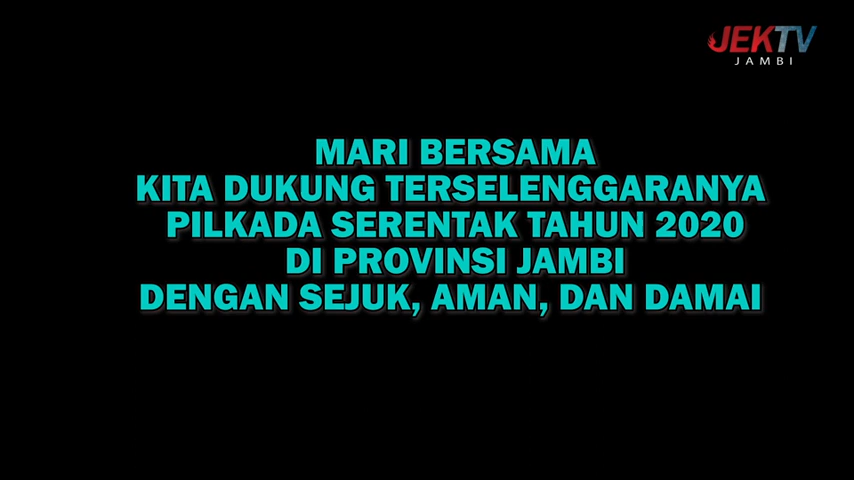 JEKTV
JAMBI
MARI BERSAMA
KITA DUKUNG TERSELENGGARANYA
PILKADA SERENTAK TAHUN 2020
DI PROVINSI JAMBI
DENGAN SEJUK, AMAN, DAN DAMAI